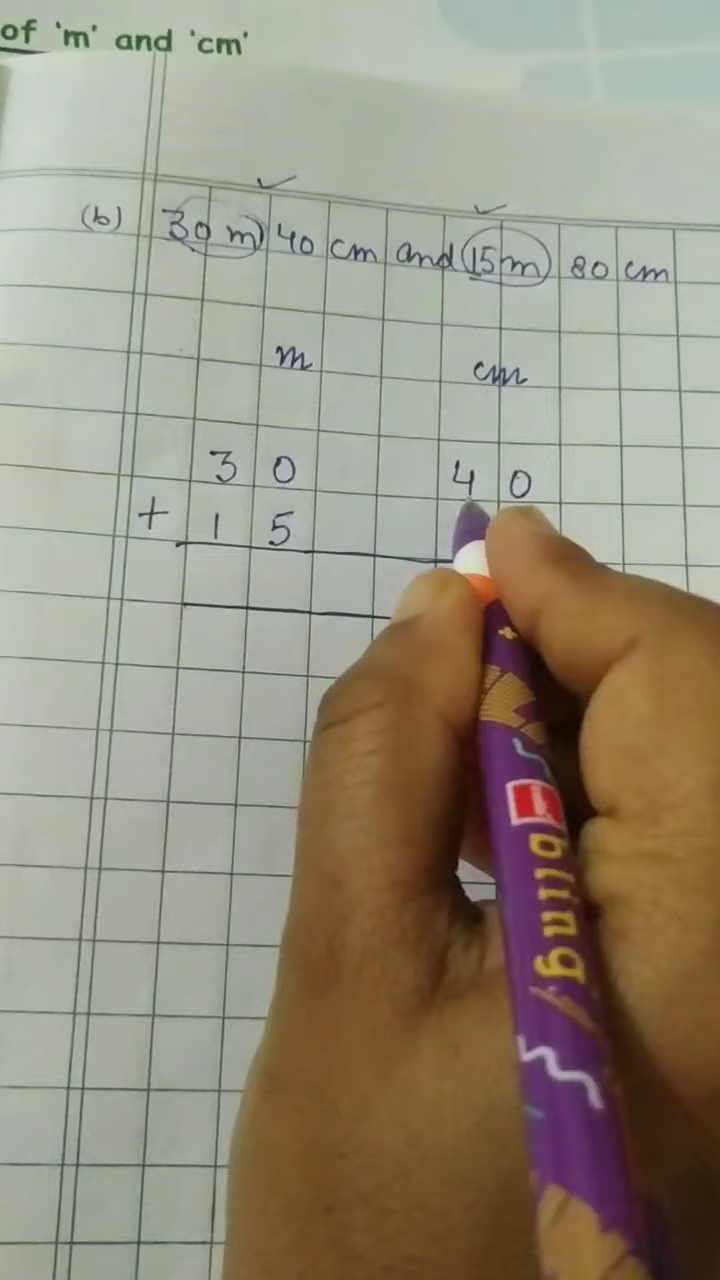 of 'm' and 'cm'
(b) 30 m 40 cm and 15 m 80 cm
m cm
3 0 4 0
+ 1 5
bling